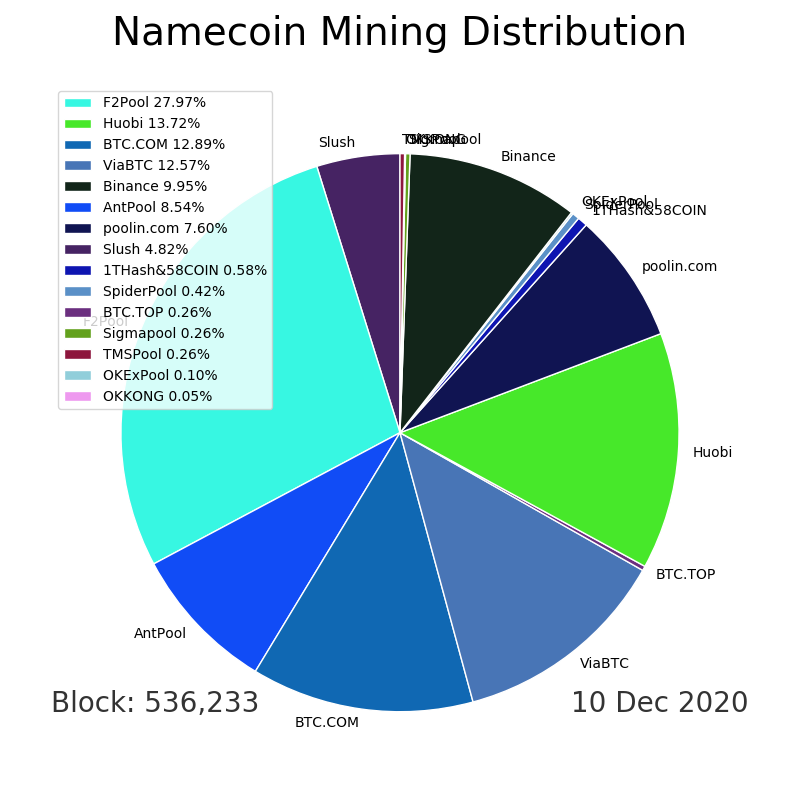 Namecoin Mining Distribution
F2Pool 27.97%
Huobi 13.72%
BTC.COM 12.89%
ViaBTC 12.57%
Binance 9.95%
AntPool 8.54%
poolin.com 7.60%
Slush 4.82%
1THash&58COIN 0.58%
SpiderPool 0.42%
BTC.TOP 0.26%
Sigmapool 0.26%
TMSPool 0.26%
OKExPool 0.10%
OKKONG 0.05%
Slush
Binance
OKExPool
SpiderPool
1THash&58COIN
poolin.com
F2Pool
Huobi
BTC.TOP
AntPool
ViaBTC
BTC.COM
Block: 536,233
10 Dec 2020